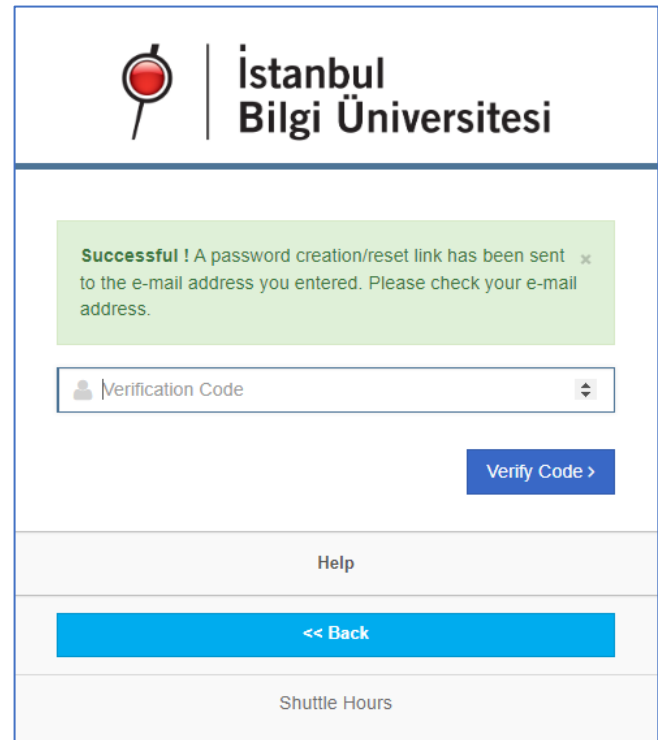 İstanbul
Bilgi Üniversitesi
Successful ! A password creation/reset link has been sent ×
to the e-mail address you entered. Please check your e-mail
address.
Verification Code
Verify Code >
Help
<< Back
Shuttle Hours